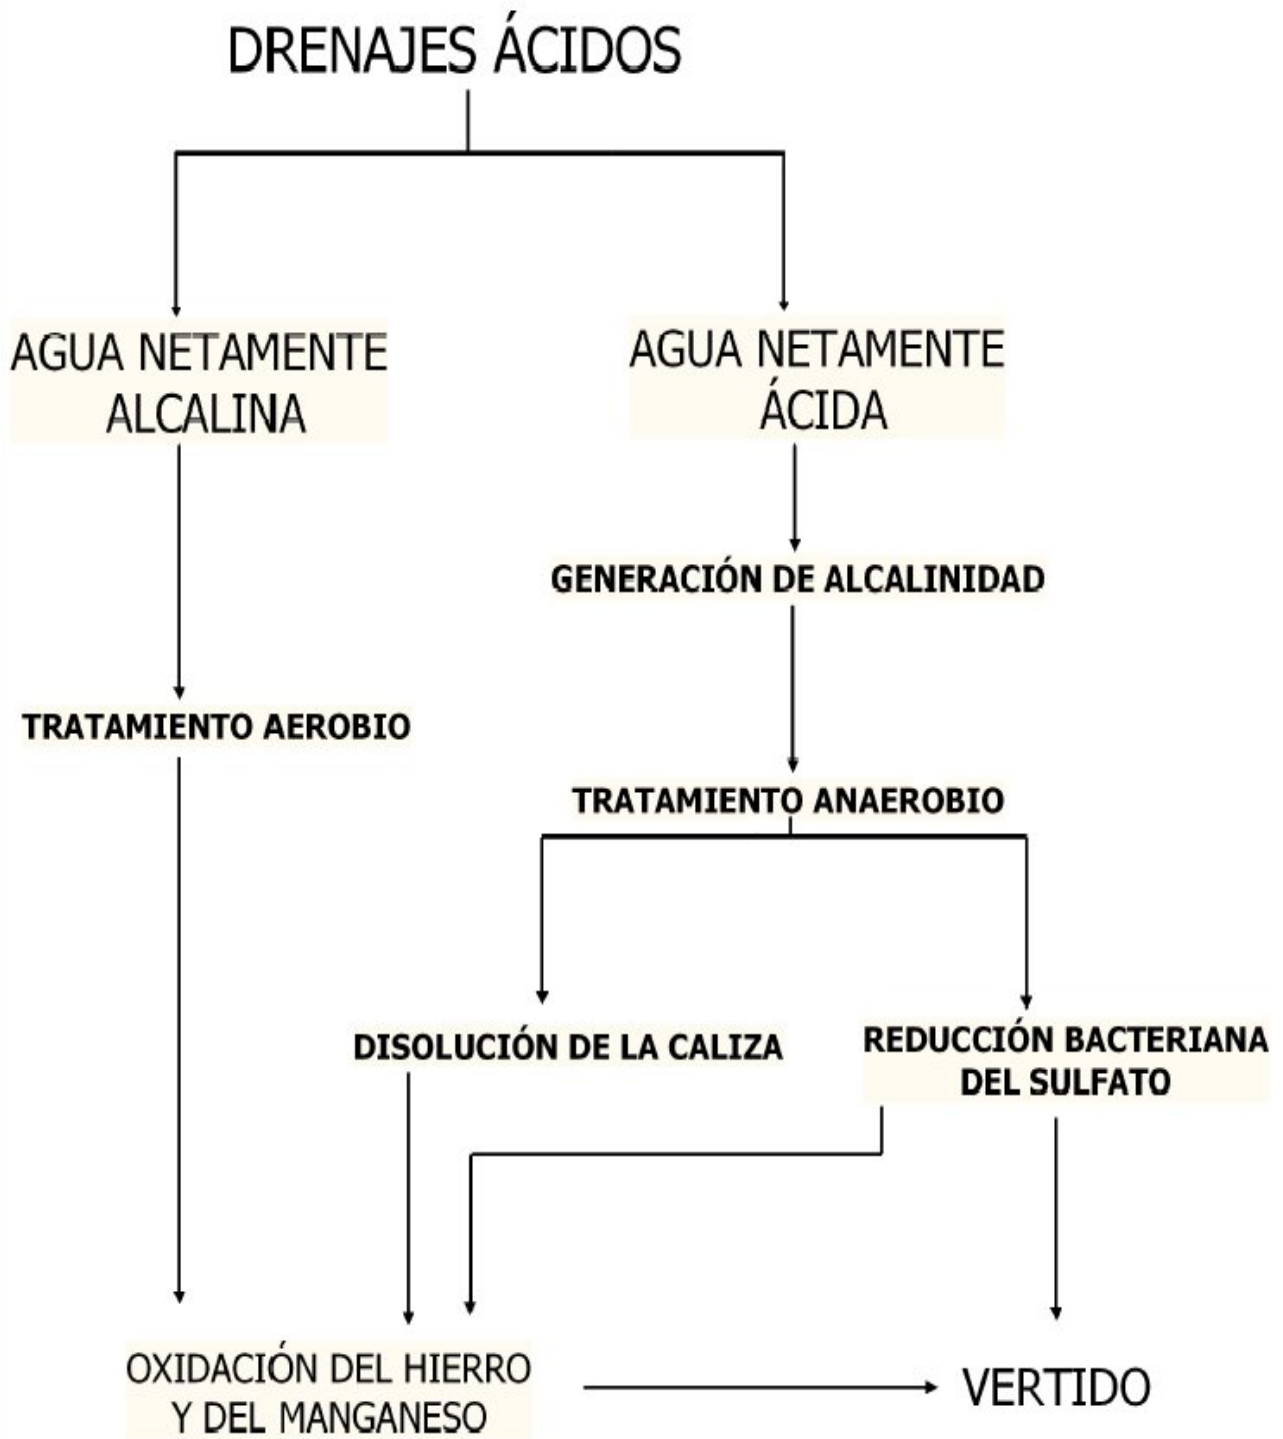 DRENAJES ÁCIDOS
AGUA NETAMENTE
ALCALINA
AGUA NETAMENTE
ÁCIDA
GENERACIÓN DE ALCALINIDAD
TRATAMIENTO AEROBIO
TRATAMIENTO ANAEROBIO
DISOLUCIÓN DE LA CALIZA
REDUCCIÓN BACTERIANA
DEL SULFATO
OXIDACIÓN DEL HIERRO
Y DEL MANGANESO
VERTIDO